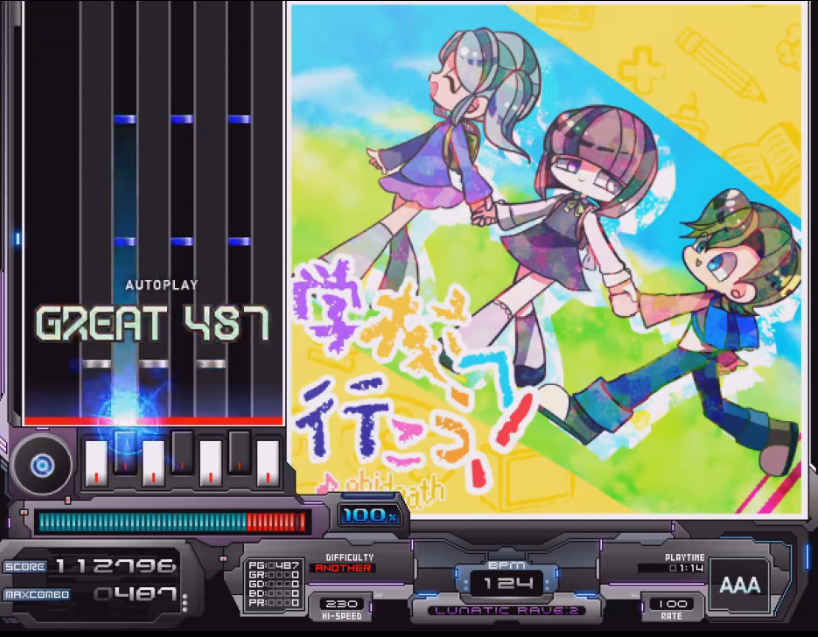 AUTOPLAY
GREAT 487
学校へ
行こう!
♪obideath
100%
SCORE 112796
MAXCOMBO 0487
PG:0487
GR:0000
GD:0000
BD:0000
PR:0000
DIFFICULTY
ANOTHER
230
HI-SPEED
BPM
124
LUNATIC RAVE:2
PLAYTIME
01:14
100
RATE
AAA